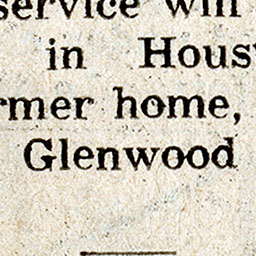 service will
in Hous
rmer home,
Glenwood